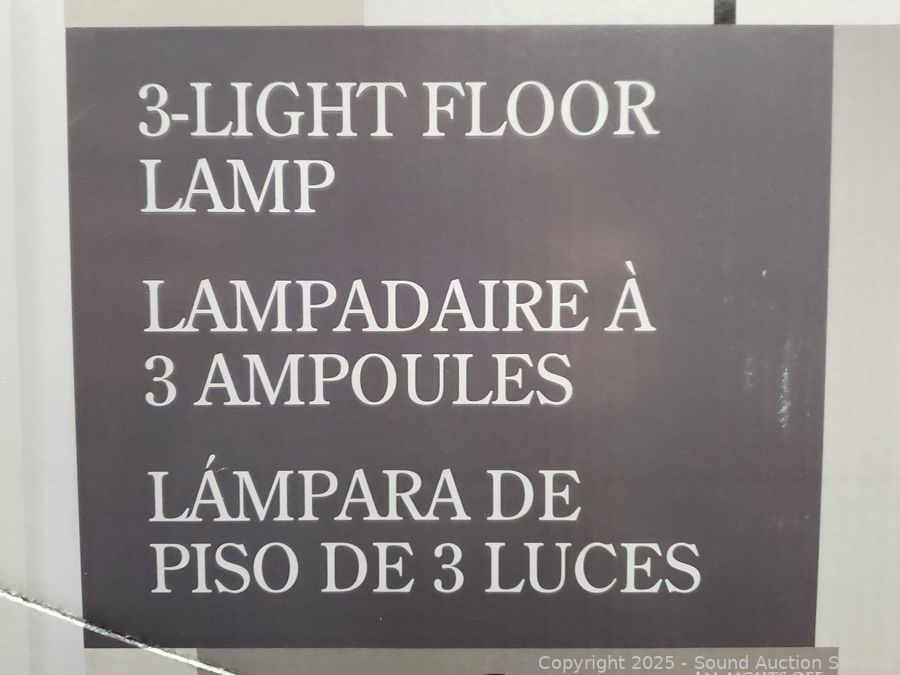 3-LIGHT FLOOR
LAMP
LAMPADAIRE À
3 AMPOULES
LÁMPARA DE
PISO DE 3 LUCES
Copyright 2025 - Sound Auction Service